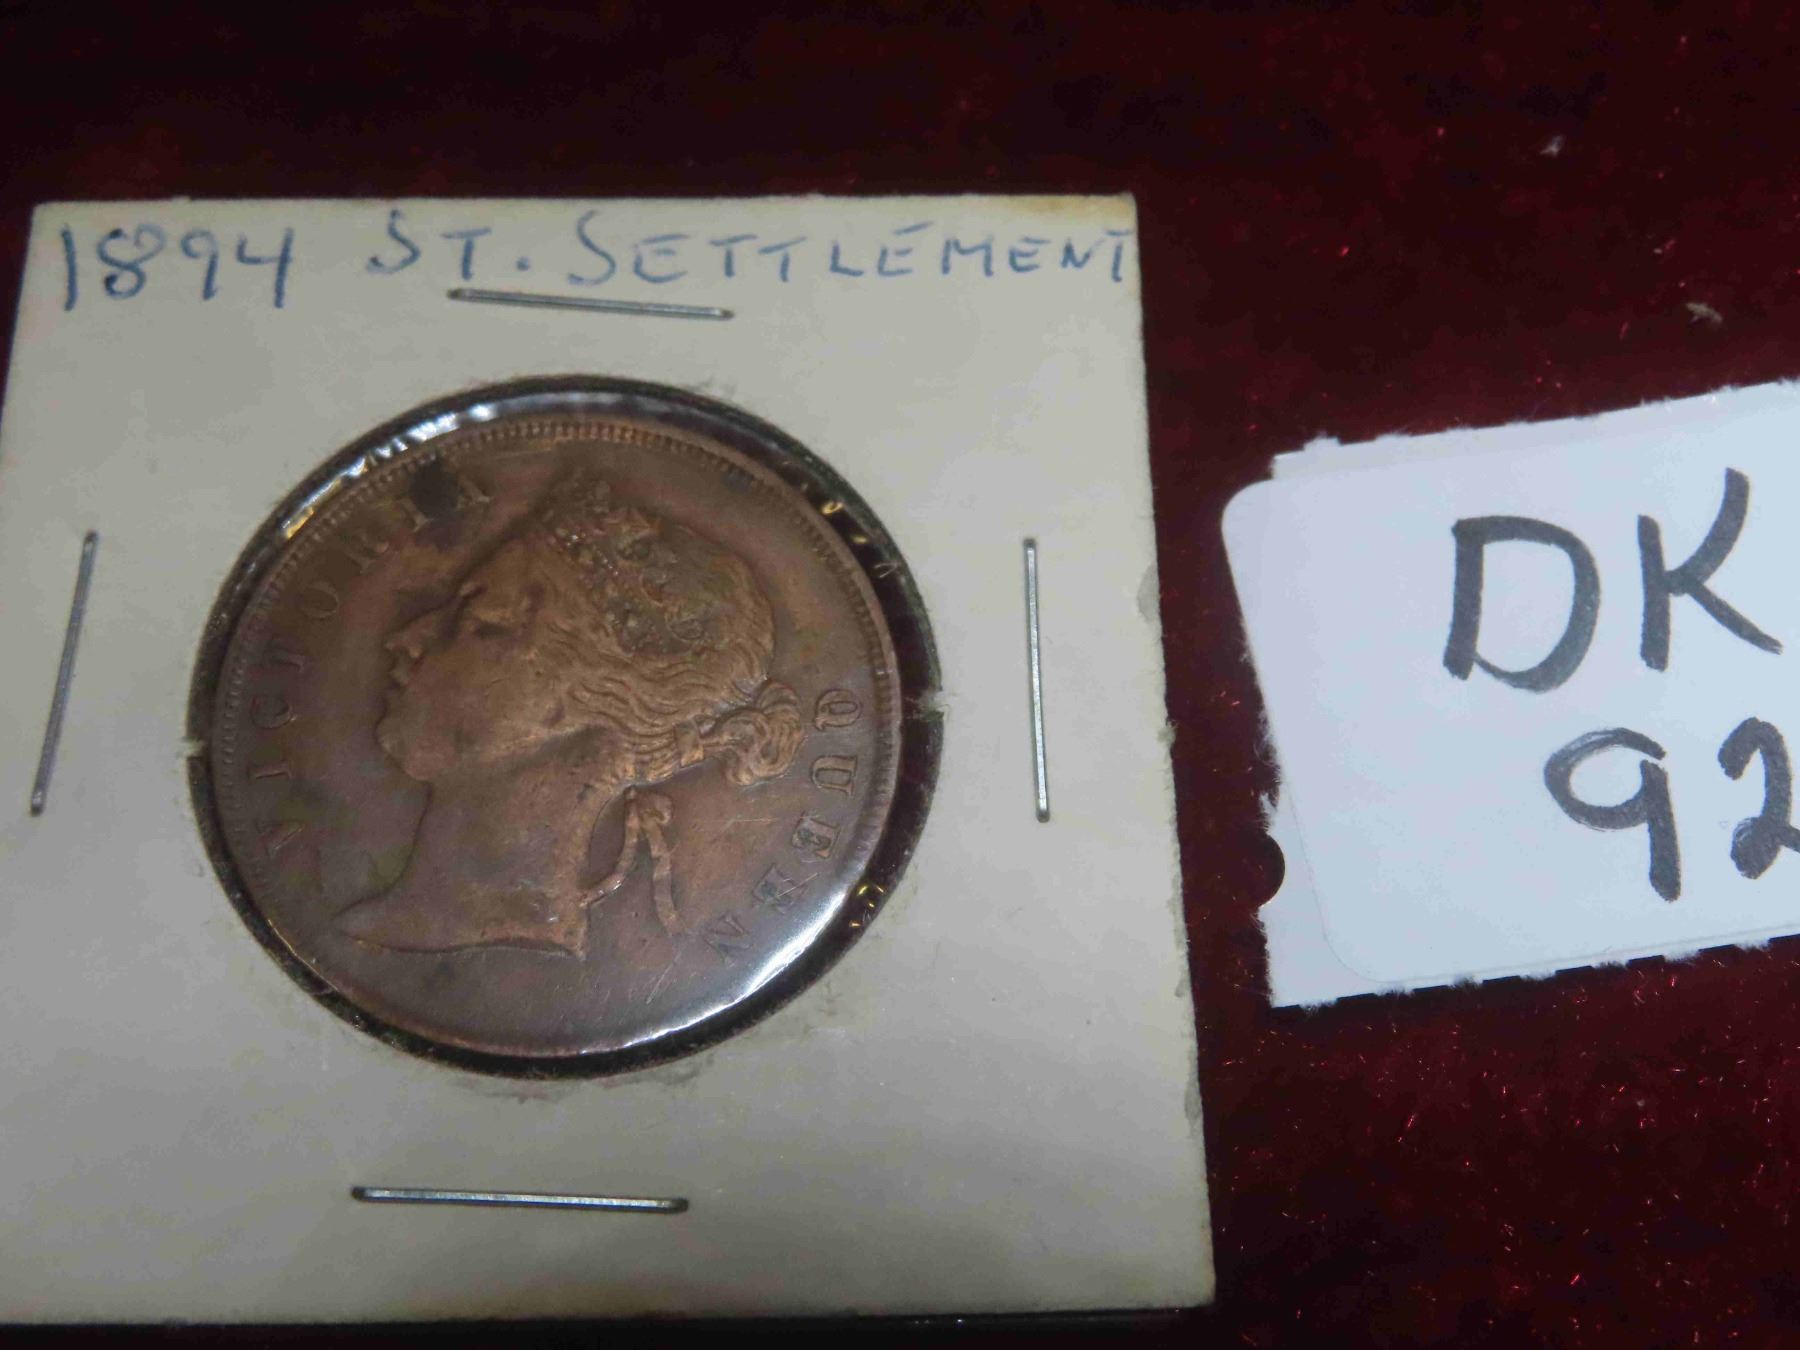 1894 ST. SETTLEMENT
VICTORIA
QUEEN
DK
92